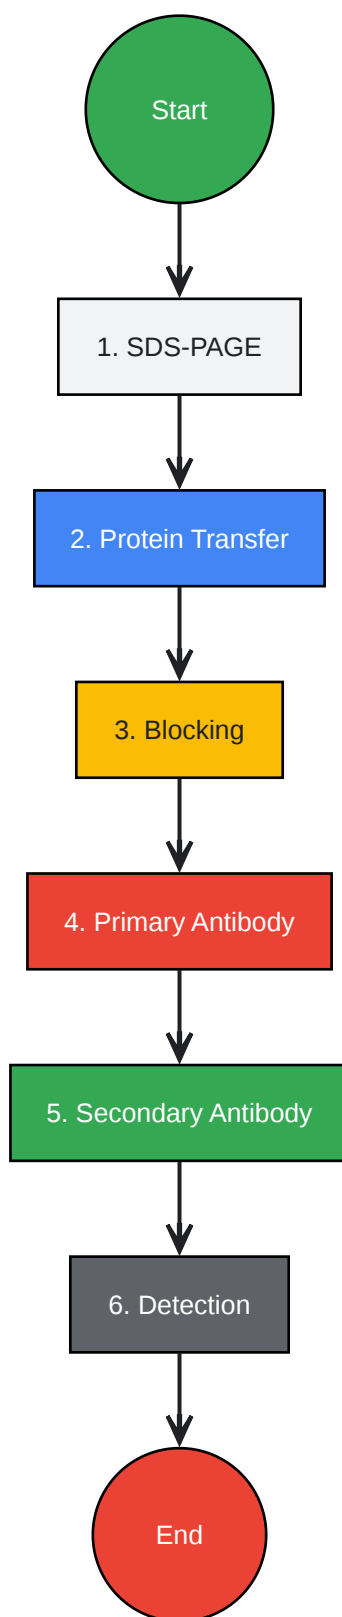 Start
1. SDS-PAGE
2. Protein Transfer
3. Blocking
4. Primary Antibody
5. Secondary Antibody
6. Detection
End